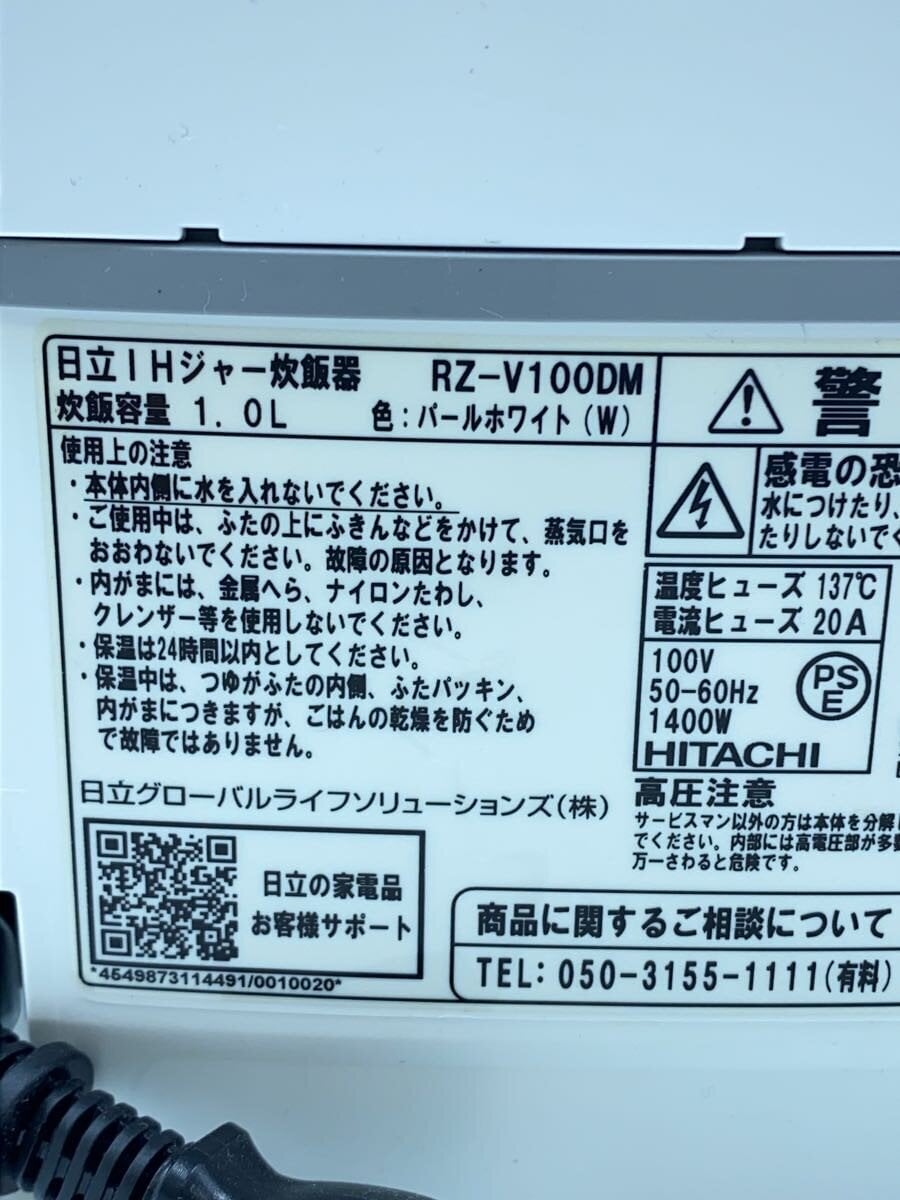 日立IHジャー炊飯器 RZ-V100DM
炊飯容量 1.0L 色:パールホワイト(W)
使用上の注意
・本体内側に水を入れないでください。
・ご使用中は、ふたの上にふきんなどをかけて、蒸気口を
おおわないでください。故障の原因となります。
・内がまには、金属へら、ナイロンたわし、
クレンザー等を使用しないでください。
・保温は24時間以内としてください。
・保温中は、つゆがふたの内側、ふたパッキン、
内がまにつきますが、ごはんの乾燥を防ぐため
で故障ではありません。
日立グローバルライフソリューションズ(株)
日立の家電品
お客様サポート
*4549873114491/0010020*
警
感電の恐
水につけたり、
たりしないでく
温度ヒューズ 137℃
電流ヒューズ 20A
100V
50-60Hz
1400W
PSE
HITACHI
高圧注意
サービスマン以外の方は本体を分解し
でください。内部には高電圧部が多数
万一さわると危険です。
商品に関するご相談について
TEL:050-3155-1111(有料)